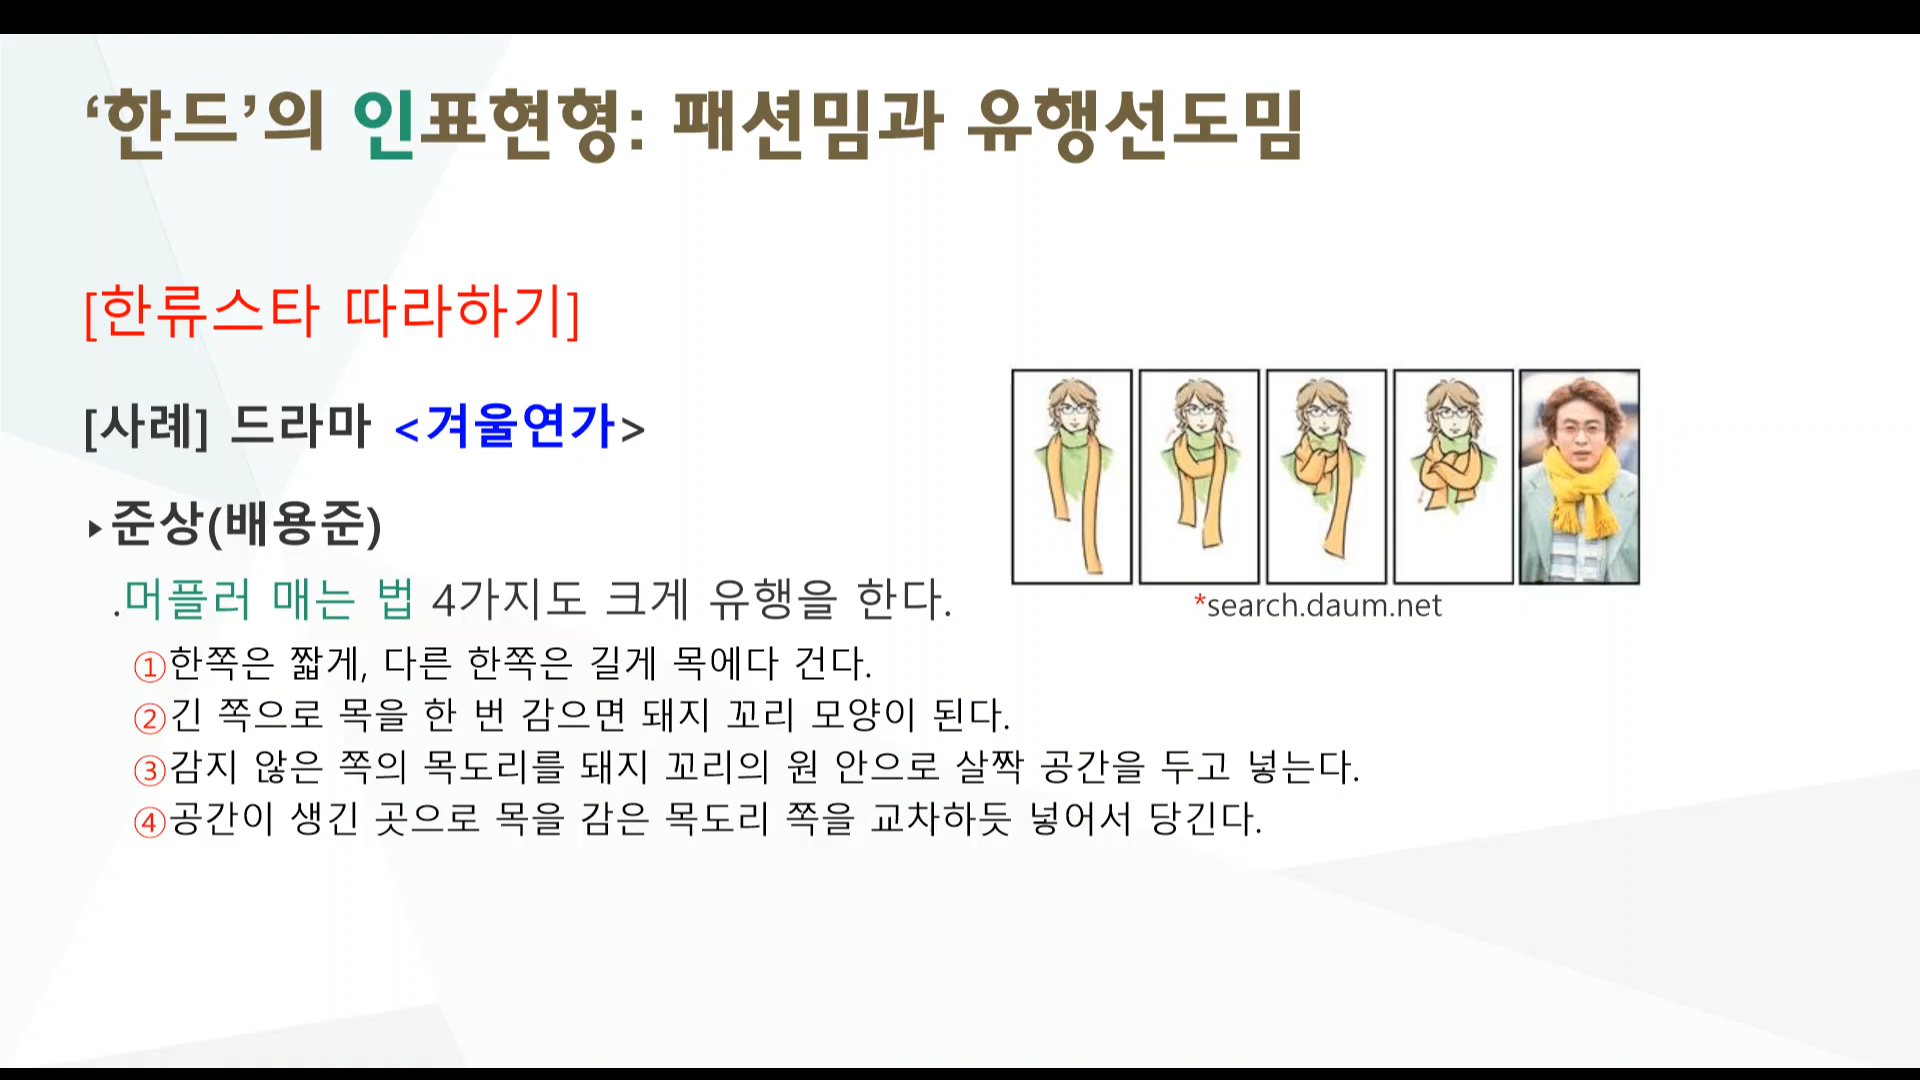 ‘한드’의 인표현형: 패션밈과 유행선도밈
[한류스타 따라하기]
[사례] 드라마 <겨울연가>
▸준상(배용준)
.머플러 매는 법 4가지도 크게 유행을 한다.
①한쪽은 짧게, 다른 한쪽은 길게 목에다 건다.
②긴 쪽으로 목을 한 번 감으면 돼지 꼬리 모양이 된다.
③감지 않은 쪽의 목도리를 돼지 꼬리의 원 안으로 살짝 공간을 두고 넣는다.
④공간이 생긴 곳으로 목을 감은 목도리 쪽을 교차하듯 넣어서 당긴다.
*search.daum.net